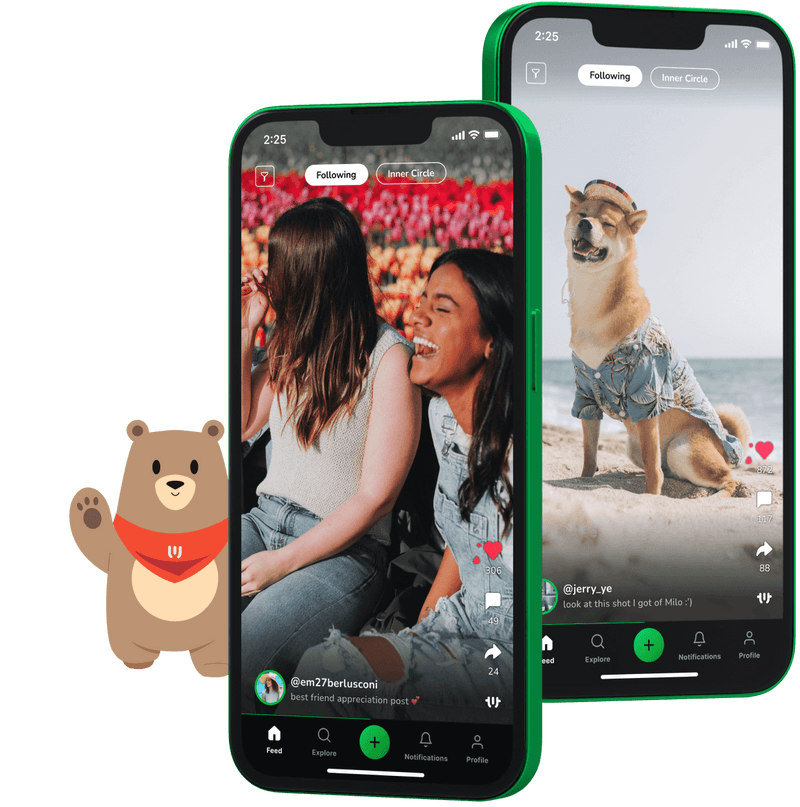 2:25
Following
Inner Circle
306
49
24
@em27berlusconi
best friend appreciation post 💕
Feed
Explore
Notifications
Profile
2:25
Following
Inner Circle
872
117
88
@jerry_ye
look at this shot I got of Milo :')
eed
Explore
Notifications
Profile